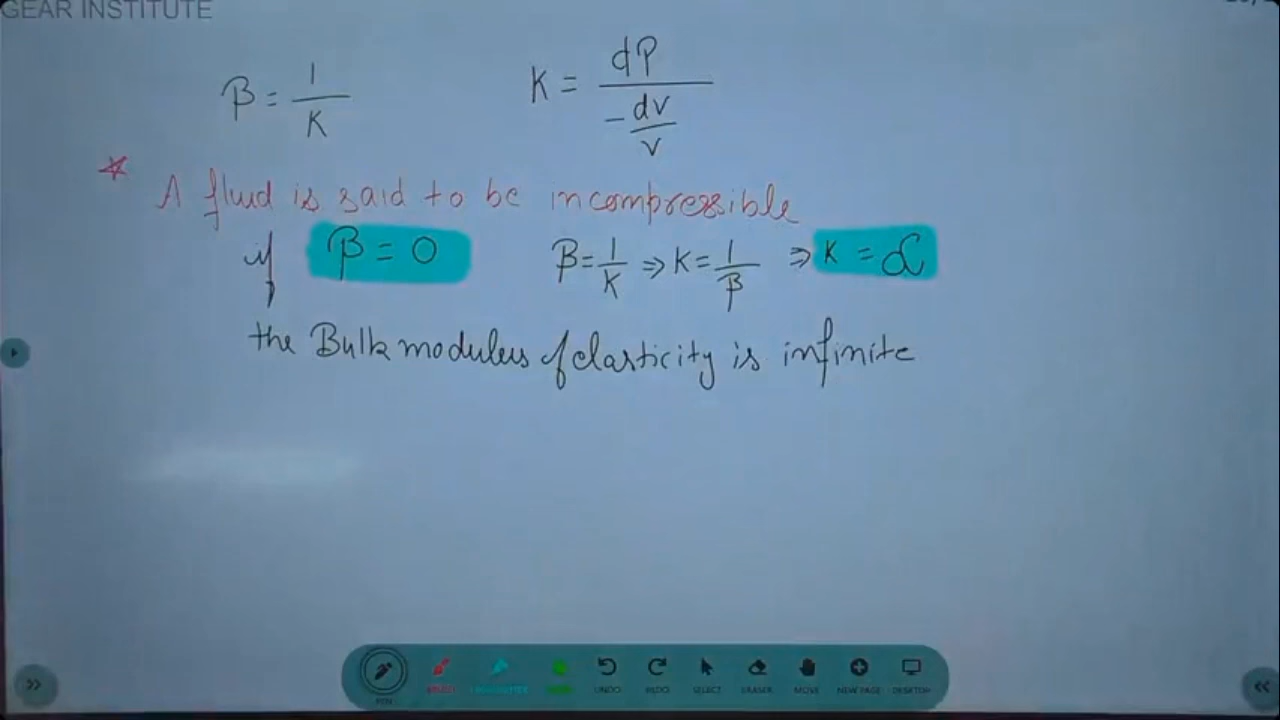 GEAR INSTITUTE
β = 1/K K = dP/(-dv/v)
* A fluid is said to be incompressible
if β = 0 β = 1/K ⇒ K = 1/β ⇒ K = ∞
the Bulk modulus of elasticity is infinite
PEN UNDO REDO SELECT ERASER MOVE NEW PAGE DESKTOP